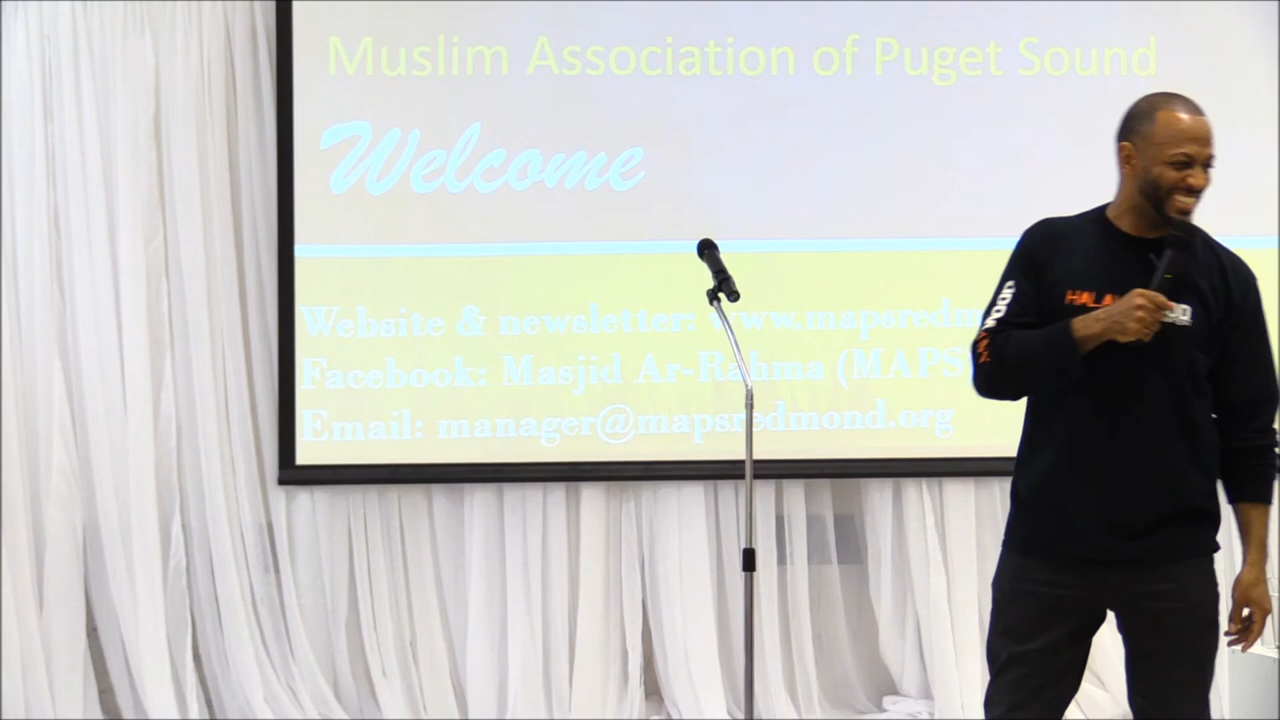 Muslim Association of Puget Sound
Welcome
Website & newsletter: www.mapsredm
Facebook: Masjid Ar-Rahma (MAPS)
Email: manager@mapsredmond.org
HALA